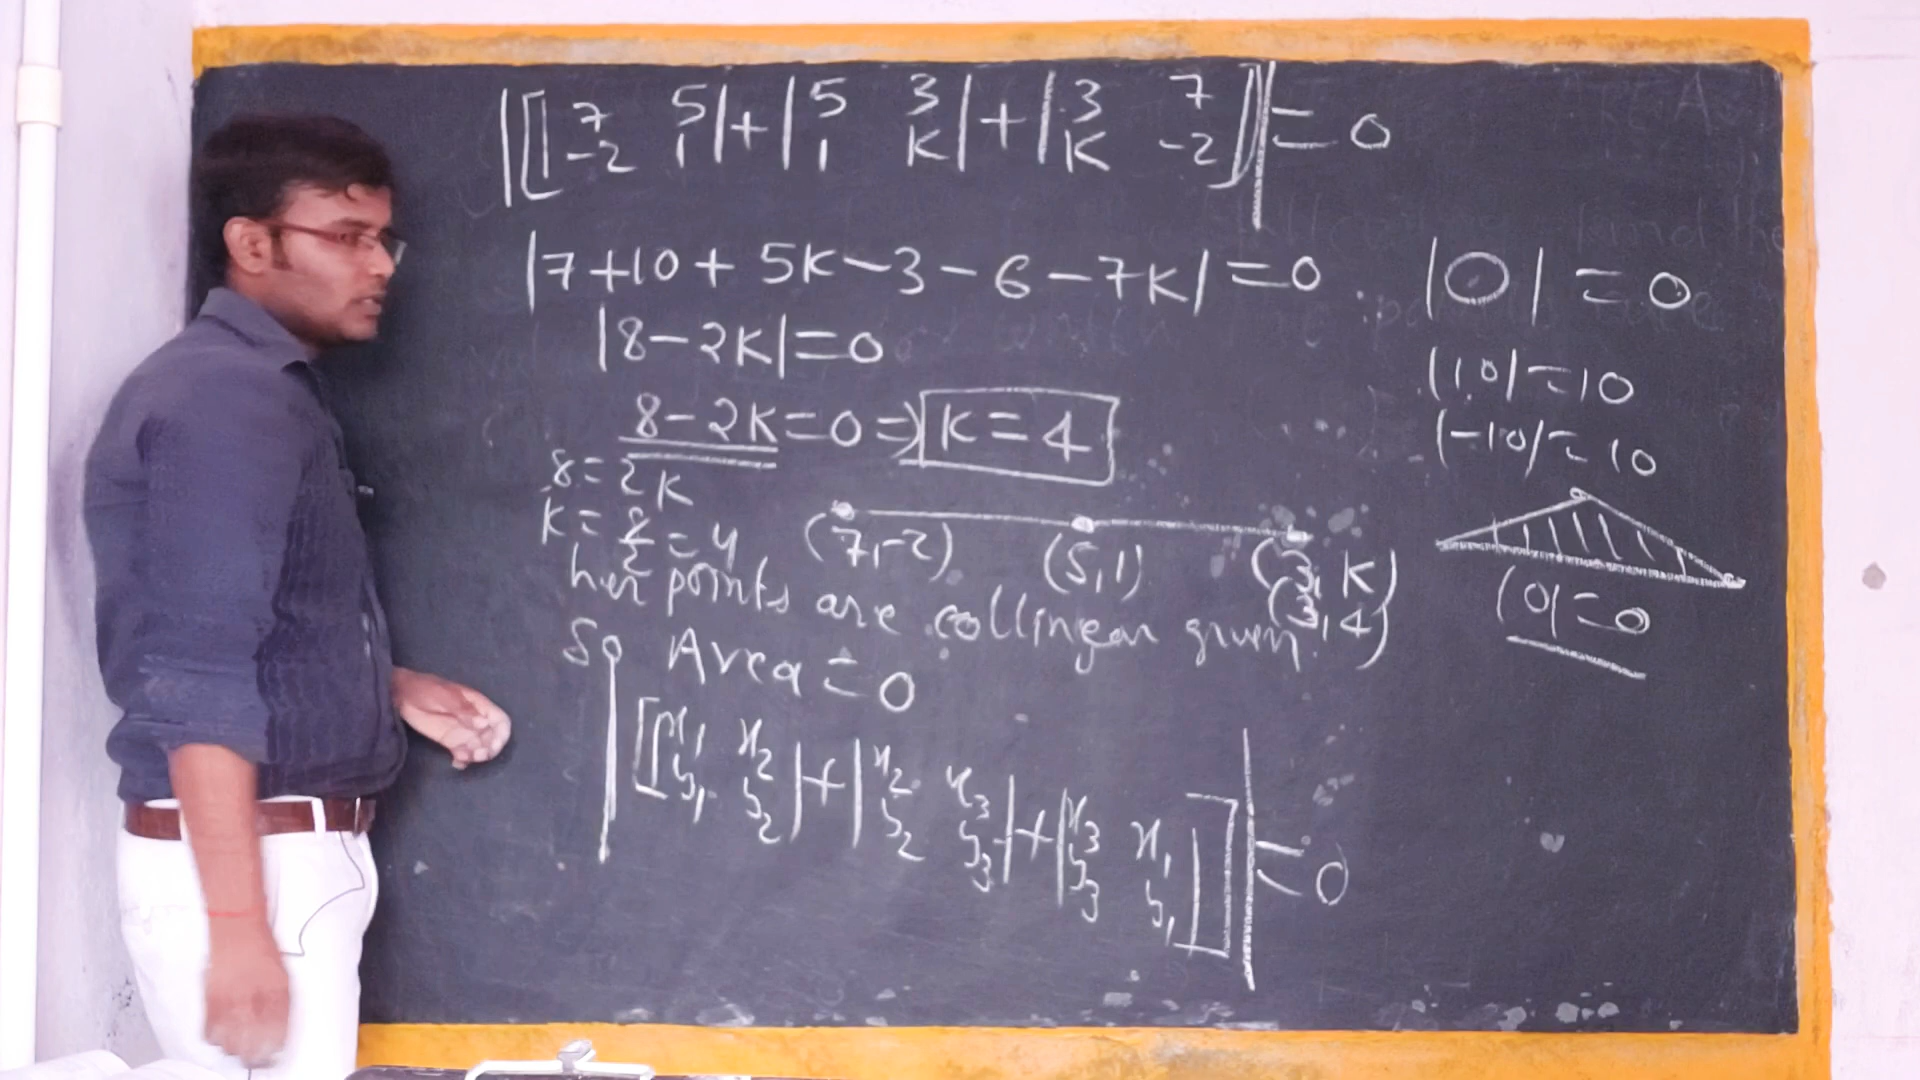 |[|7 5| + |5 3| + |3 7|]| = 0
-2 1 1 K K -2
|7+10+5K-3-6-7K| = 0
|8-2K| = 0
8-2K = 0 ⇒ K = 4
8 = 2K
K = 8/2 = 4
(7,-2) (5,1) (3,K)
(3,4)
her points are collinear given
So Area = 0
|[|x₁ x₂| + |x₂ x₃| + |x₃ x₁|]| = 0
y₁ y₂ y₂ y₃ y₃ y₁
|0| = 0
|10| = 10
|-10| = 10
|0| = 0